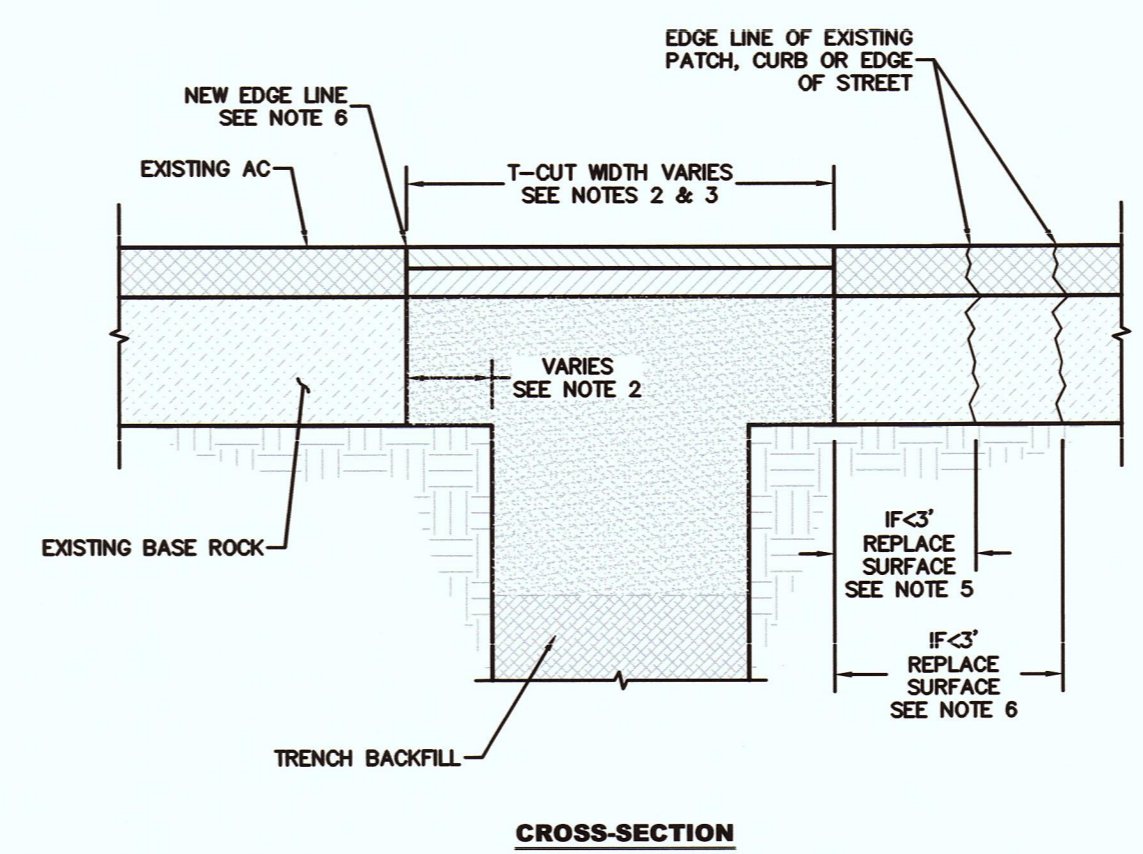 EDGE LINE OF EXISTING
PATCH, CURB OR EDGE
OF STREET
NEW EDGE LINE
SEE NOTE 6
EXISTING AC
T-CUT WIDTH VARIES
SEE NOTES 2 & 3
VARIES
SEE NOTE 2
EXISTING BASE ROCK
IF<3'
REPLACE
SURFACE
SEE NOTE 5
IF<3'
REPLACE
SURFACE
SEE NOTE 6
TRENCH BACKFILL
CROSS-SECTION